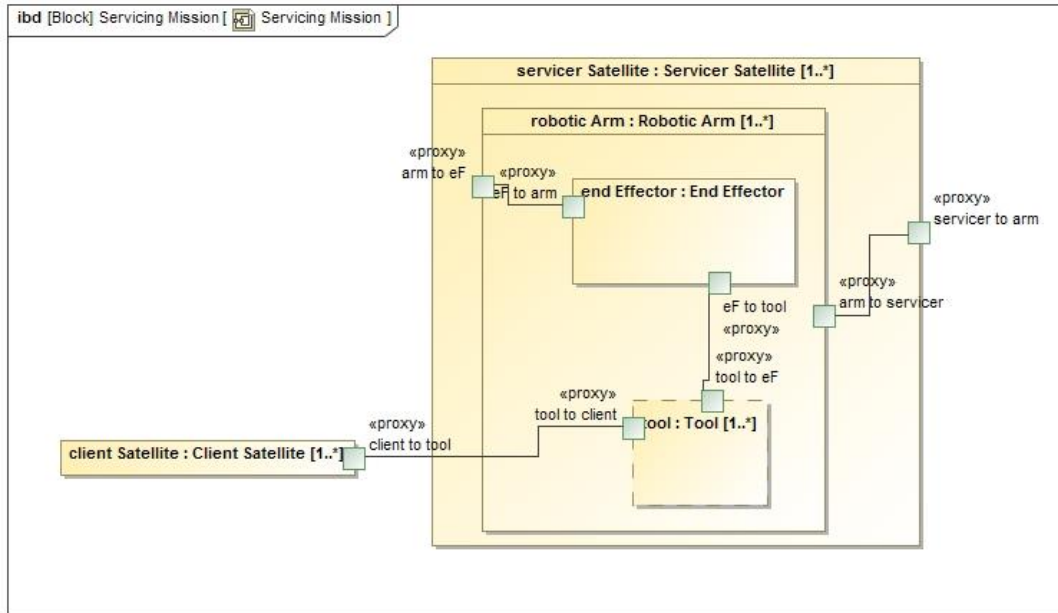 ibd [Block] Servicing Mission [ Servicing Mission ]
servicer Satellite : Servicer Satellite [1..*]
robotic Arm : Robotic Arm [1..*]
«proxy»
arm to eF
«proxy»
eF to arm
end Effector : End Effector
«proxy»
servicer to arm
«proxy»
arm to servicer
eF to tool
«proxy»
«proxy»
tool to eF
«proxy»
tool to client
tool : Tool [1..*]
«proxy»
client to tool
client Satellite : Client Satellite [1..*]